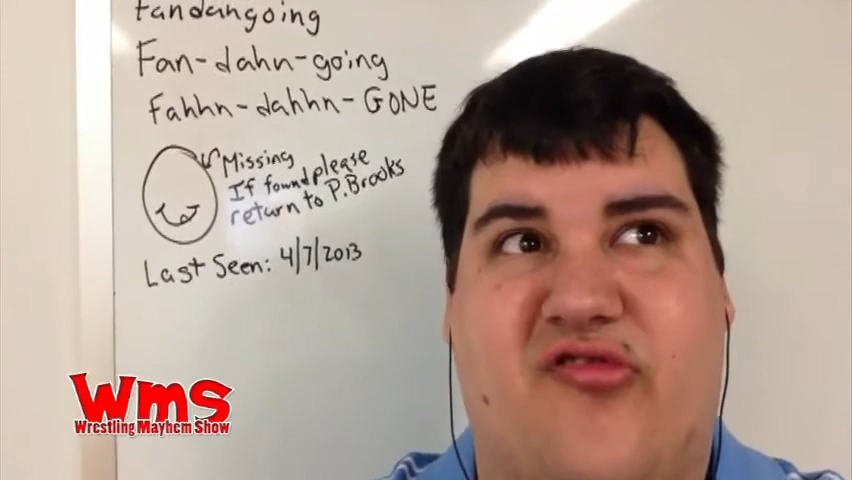 fandangoing
Fan-dahn-going
Fahhn-dahhn-GONE
Missing
If found please
return to P.Brooks
Last Seen: 4/7/2013
WMS
Wrestling Mayhem Show